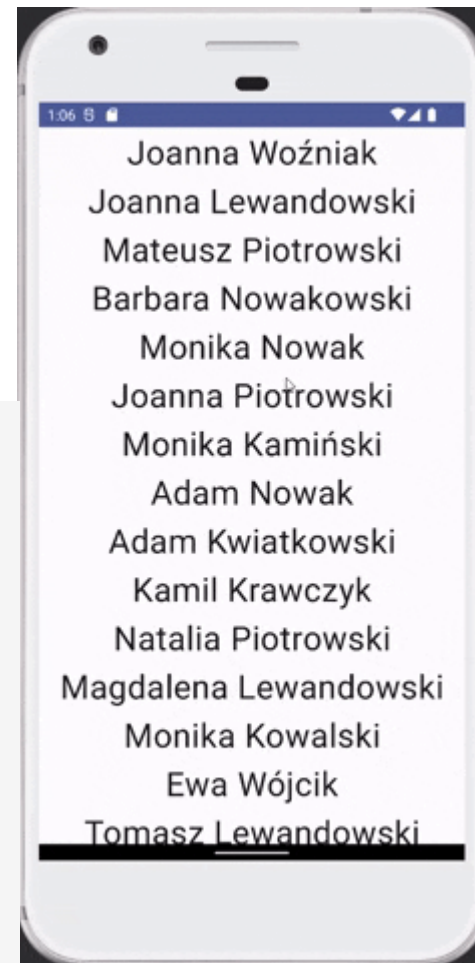 1:06
Joanna Woźniak
Joanna Lewandowski
Mateusz Piotrowski
Barbara Nowakowski
Monika Nowak
Joanna Piotrowski
Monika Kamiński
Adam Nowak
Adam Kwiatkowski
Kamil Krawczyk
Natalia Piotrowski
Magdalena Lewandowski
Monika Kowalski
Ewa Wójcik
Tomasz Lewandowski